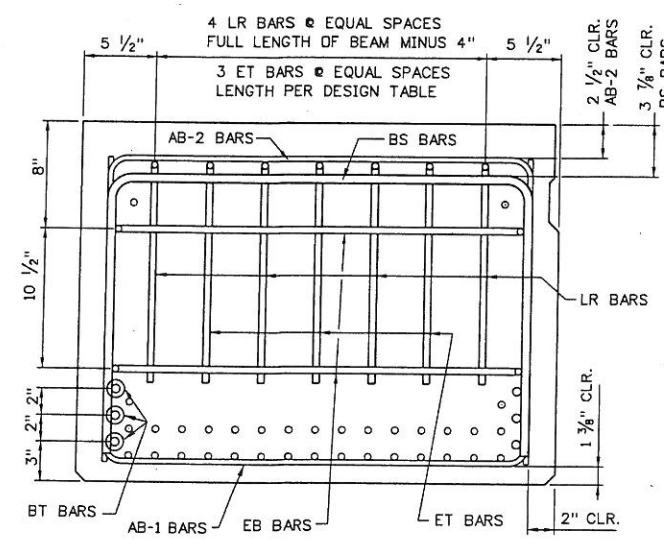 4 LR BARS @ EQUAL SPACES
FULL LENGTH OF BEAM MINUS 4"
5 ½"
5 ½"
3 ET BARS @ EQUAL SPACES
LENGTH PER DESIGN TABLE
2 ½" CLR.
AB-2 BARS
3 ⅞" CLR.
BS BARS
AB-2 BARS
BS BARS
8"
10 ½"
LR BARS
2"
2"
3"
1 ⅜" CLR.
BT BARS
AB-1 BARS
EB BARS
ET BARS
2" CLR.